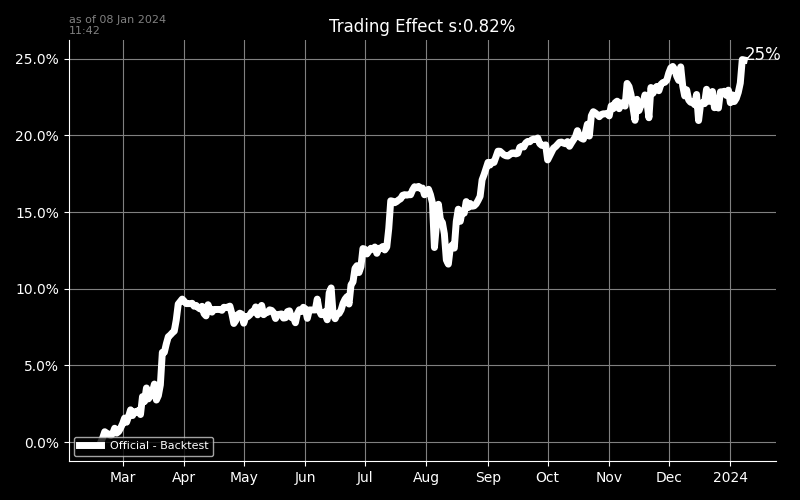 as of 08 Jan 2024
11:42
Trading Effect s:0.82%
25%
25.0%
20.0%
15.0%
10.0%
5.0%
0.0%
Official - Backtest
Mar Apr May Jun Jul Aug Sep Oct Nov Dec 2024